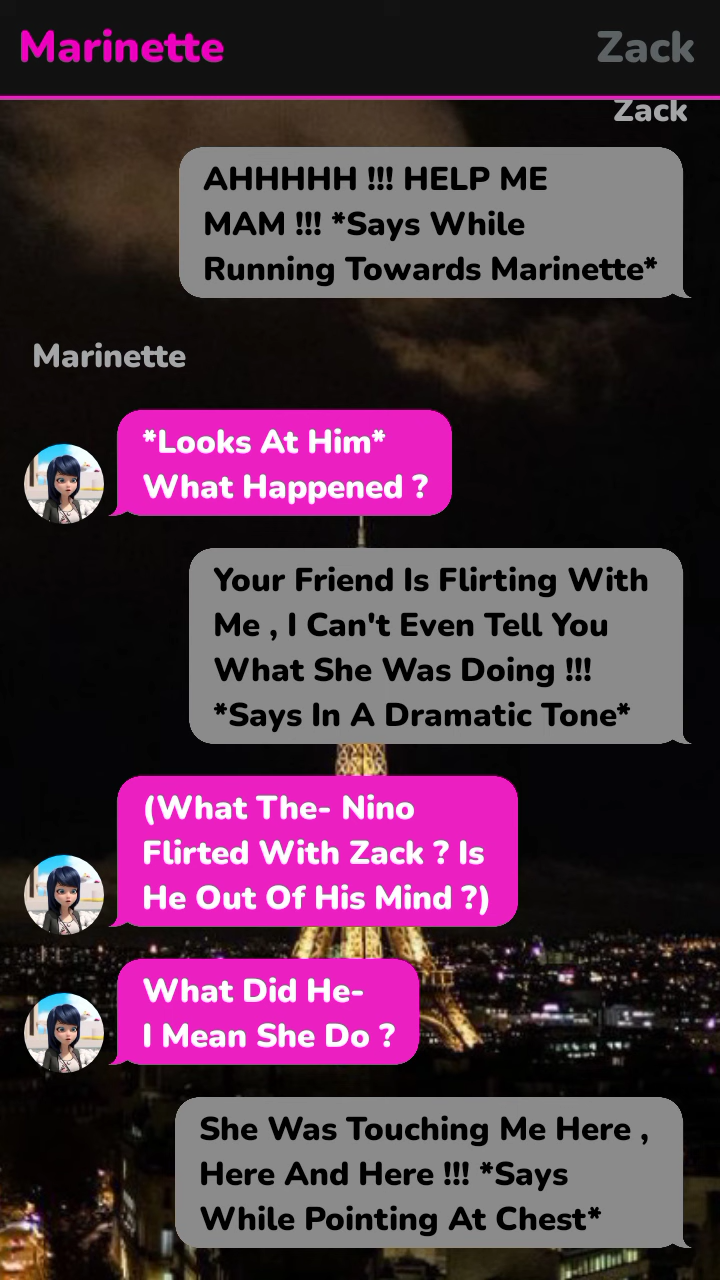 Marinette
Zack
Zack
AHHHHH !!! HELP ME
MAM !!! *Says While
Running Towards Marinette*
Marinette
*Looks At Him*
What Happened ?
Your Friend Is Flirting With
Me , I Can't Even Tell You
What She Was Doing !!!
*Says In A Dramatic Tone*
(What The- Nino
Flirted With Zack ? Is
He Out Of His Mind ?)
What Did He-
I Mean She Do ?
She Was Touching Me Here ,
Here And Here !!! *Says
While Pointing At Chest*